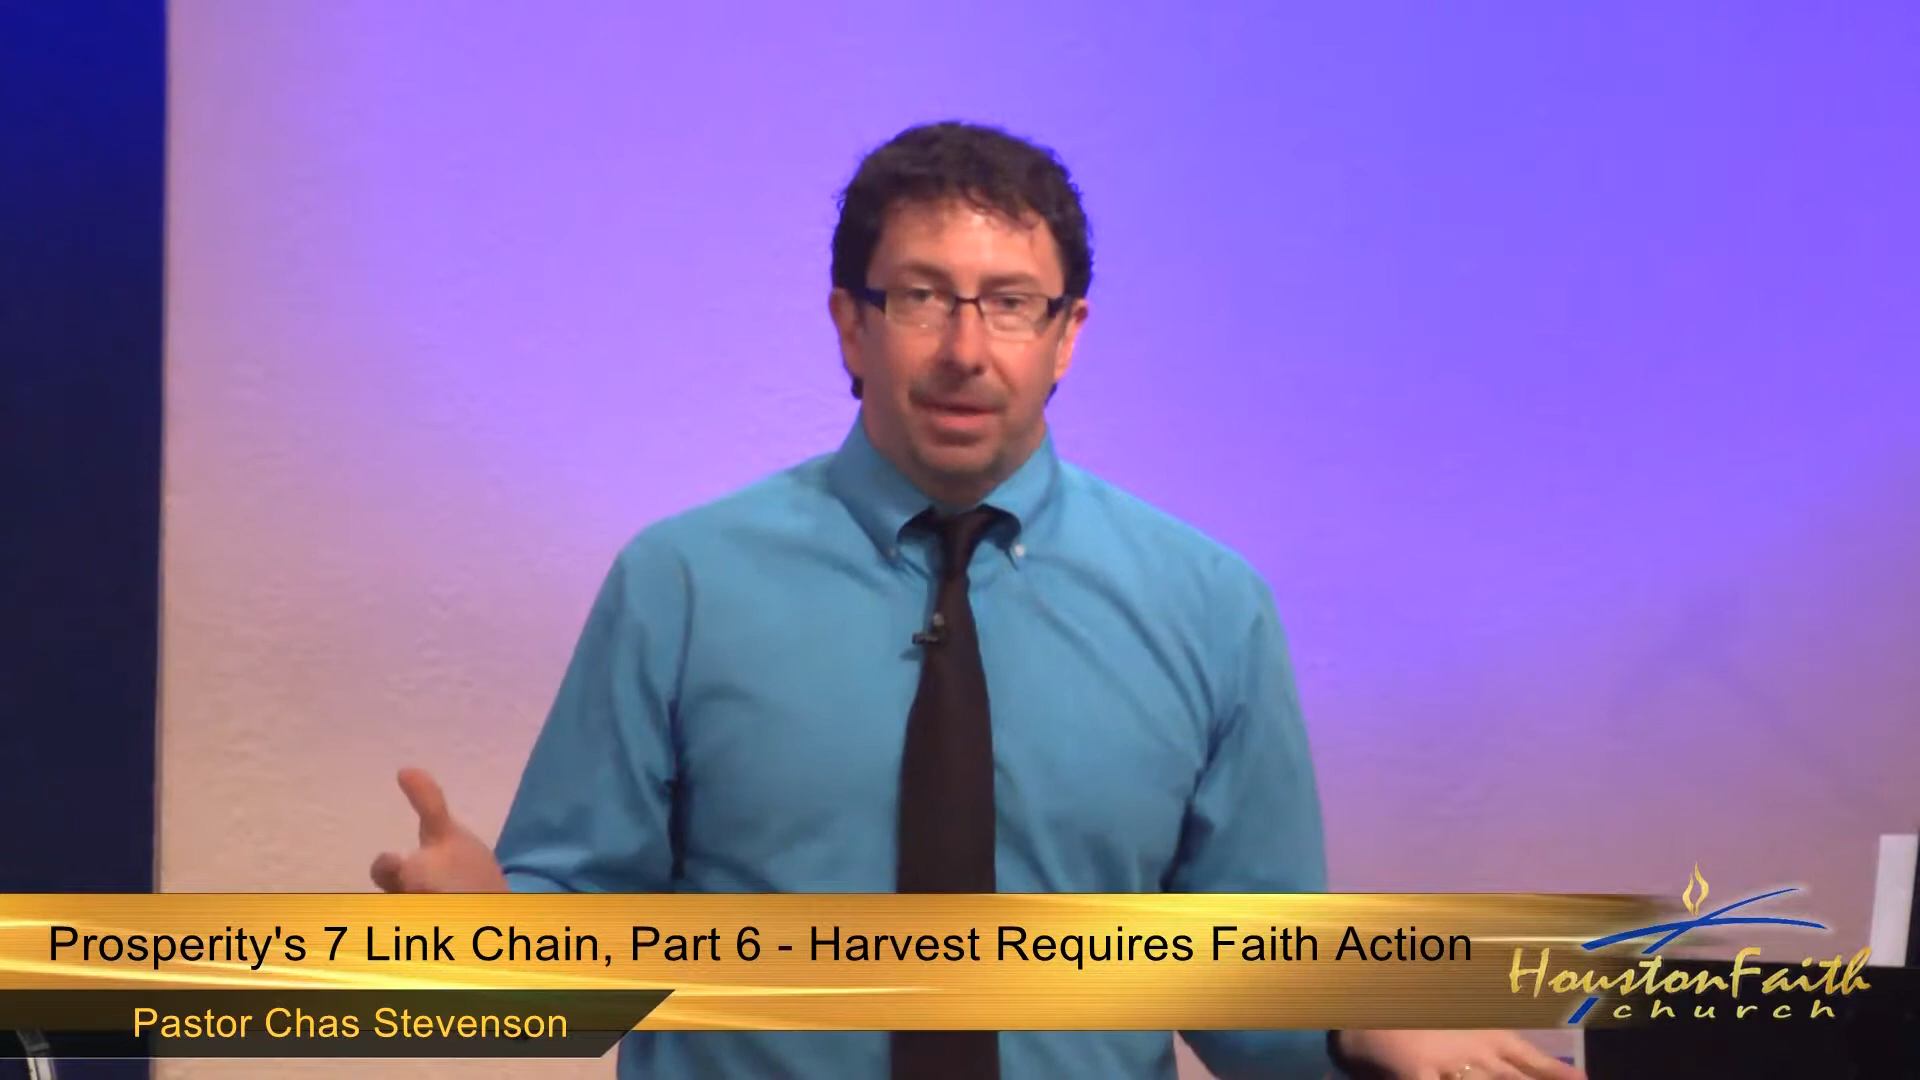 Prosperity's 7 Link Chain, Part 6 - Harvest Requires Faith Action
Pastor Chas Stevenson
HoustonFaith
church